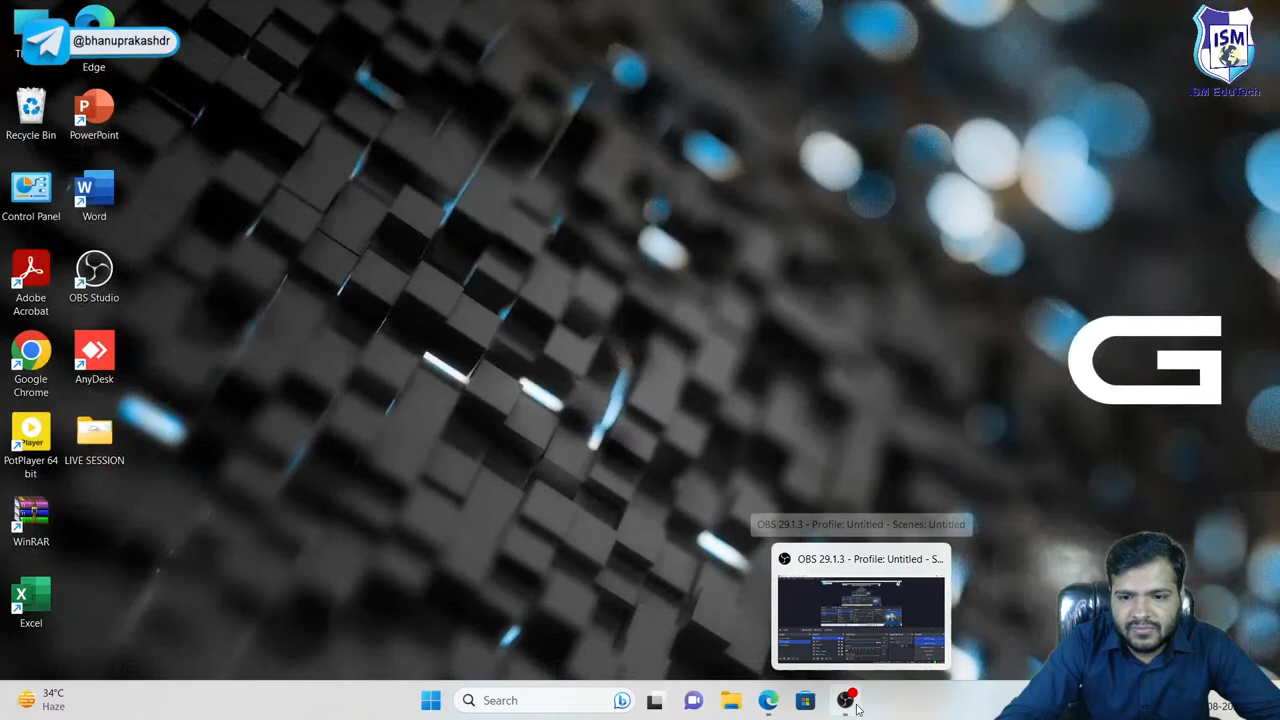 @bhanuprakashdr
Edge
ISM
ISM EduTech
Recycle Bin
P
PowerPoint
Control Panel
W
Word
Adobe
Acrobat
OBS Studio
Google
Chrome
AnyDesk
Player
PotPlayer 64
bit
LIVE SESSION
WinRAR
X
Excel
G
OBS 29.1.3 - Profile: Untitled - Scenes: Untitled
OBS 29.1.3 - Profile: Untitled - S...
34°C
Haze
Search